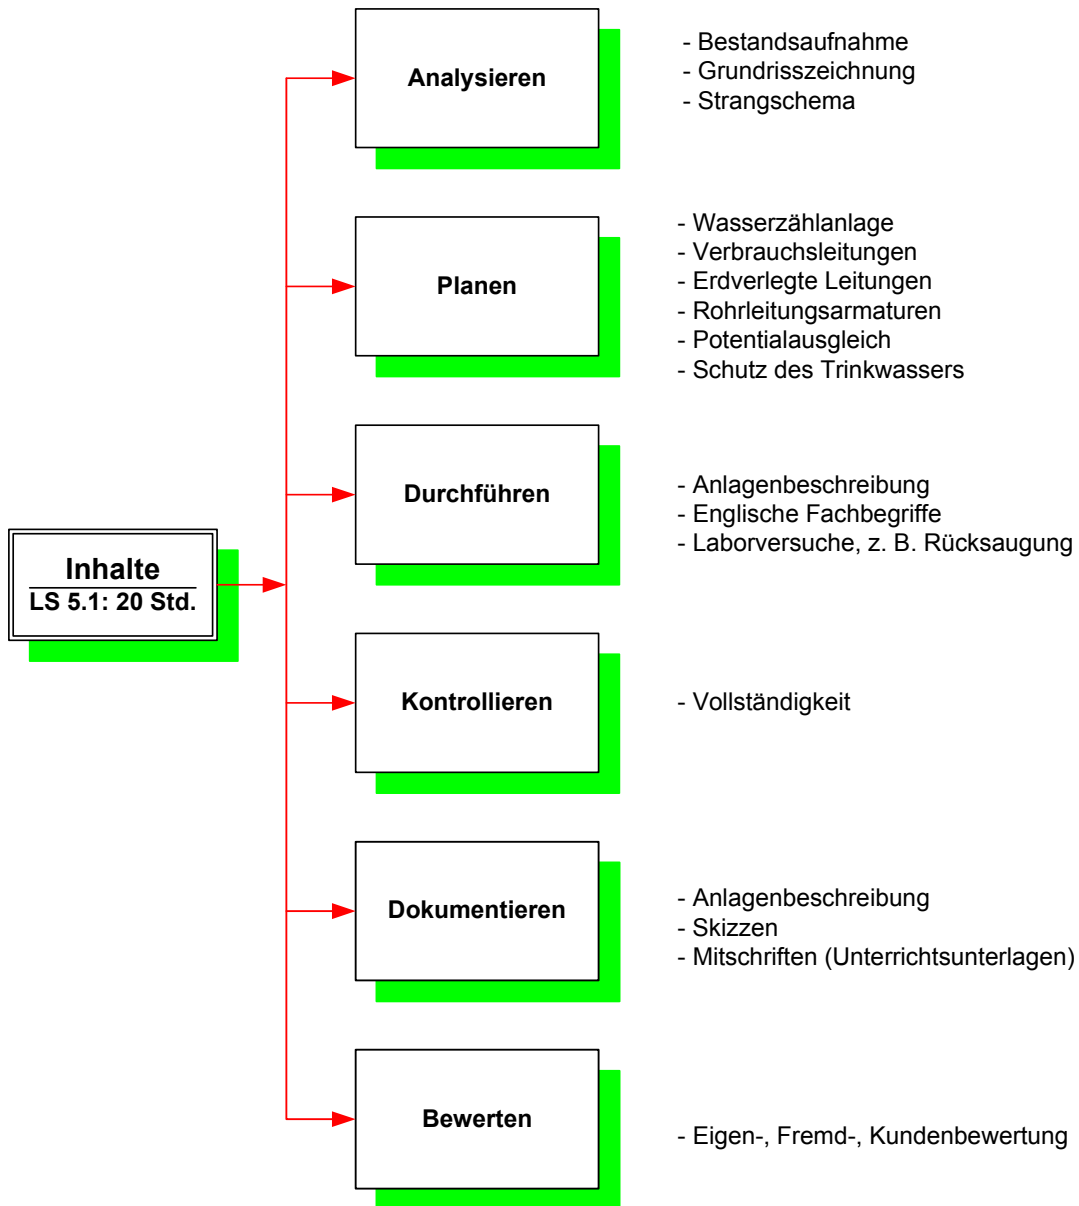 Analysieren
- Bestandsaufnahme
- Grundrisszeichnung
- Strangschema
Planen
- Wasserzählanlage
- Verbrauchsleitungen
- Erdverlegte Leitungen
- Rohrleitungsarmaturen
- Potentialausgleich
- Schutz des Trinkwassers
Inhalte
LS 5.1: 20 Std.
Durchführen
- Anlagenbeschreibung
- Englische Fachbegriffe
- Laborversuche, z. B. Rücksaugung
Kontrollieren
- Vollständigkeit
Dokumentieren
- Anlagenbeschreibung
- Skizzen
- Mitschriften (Unterrichtsunterlagen)
Bewerten
- Eigen-, Fremd-, Kundenbewertung